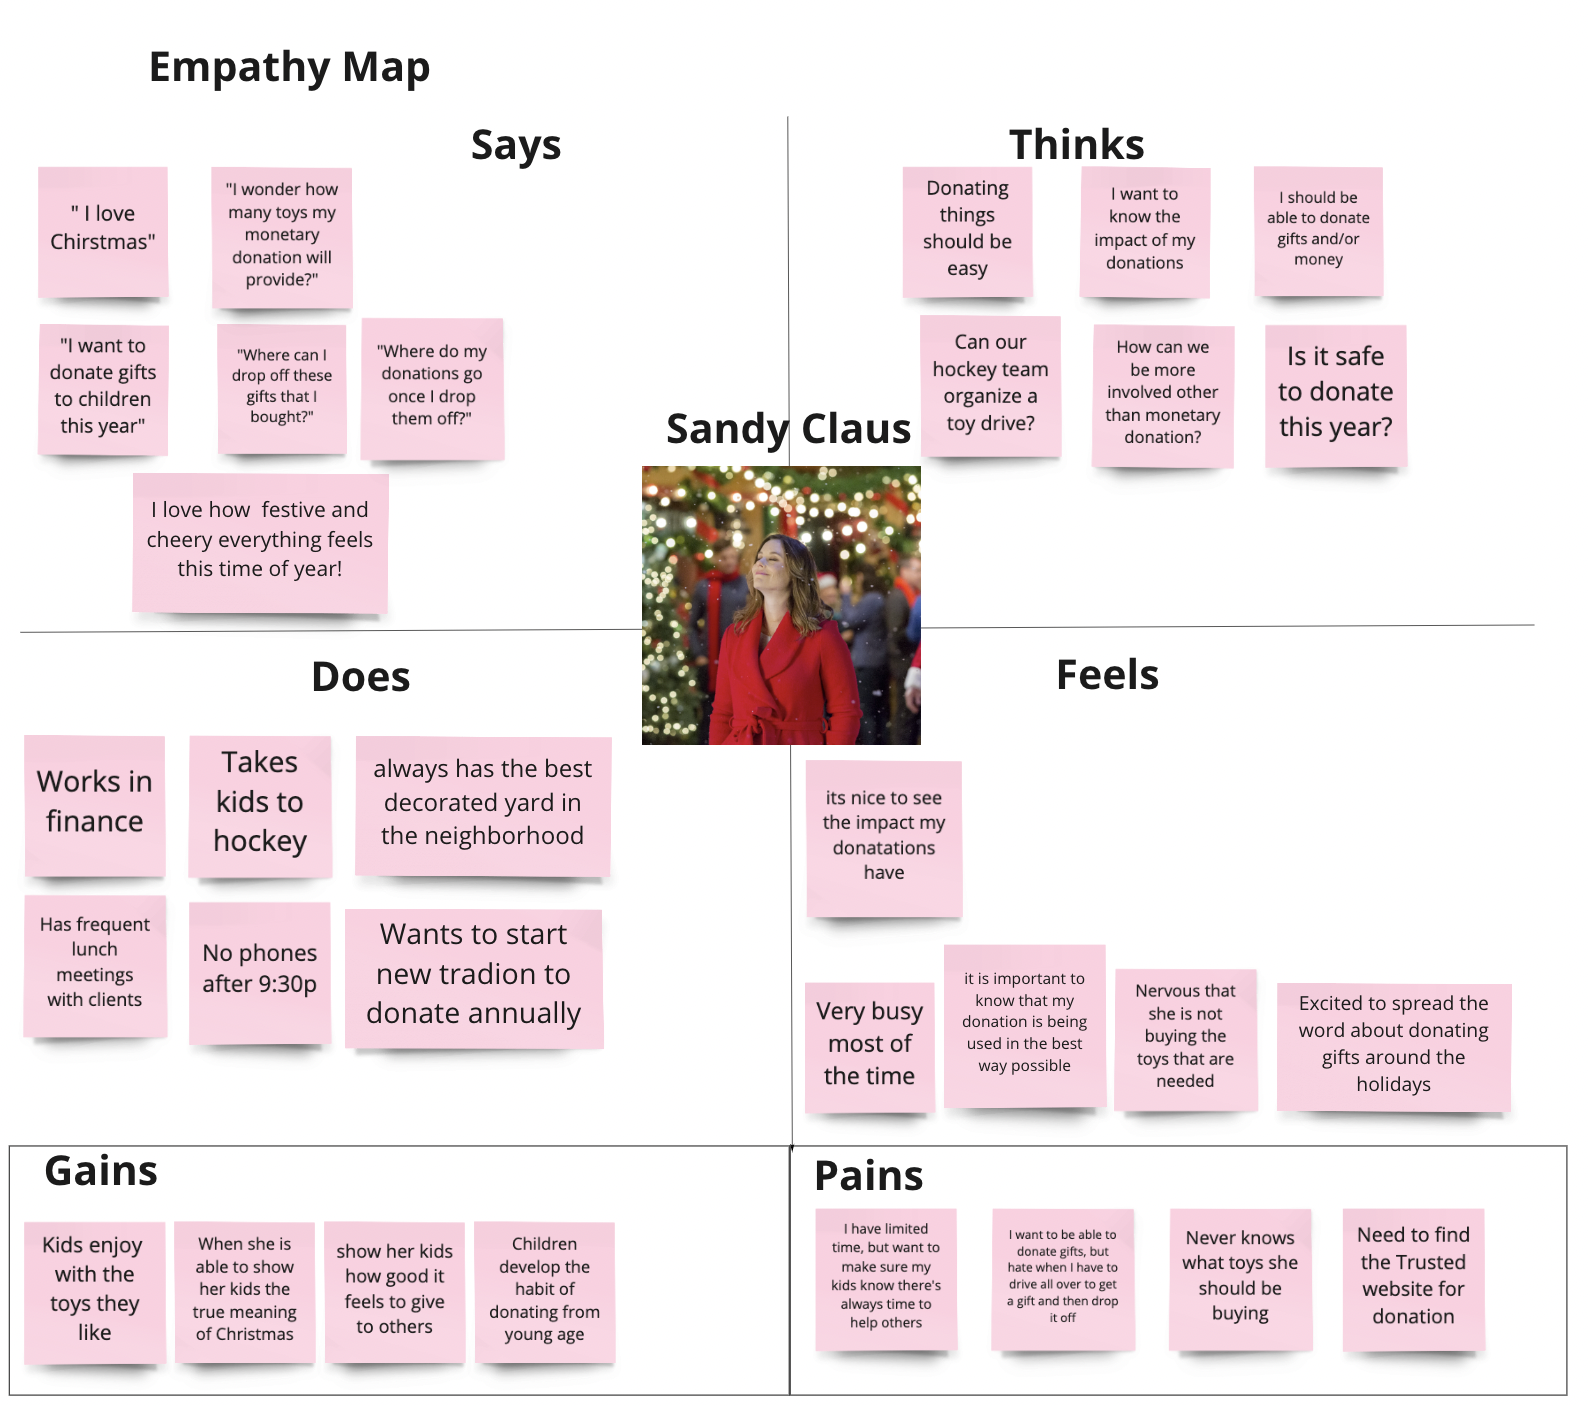 Empathy Map
Says
" I love
Chirstmas"
"I wonder how
many toys my
monetary
donation will
provide?"
"I want to
donate gifts
to children
this year"
"Where can I
drop off these
gifts that I
bought?"
"Where do my
donations go
once I drop
them off?"
I love how  festive and
cheery everything feels
this time of year!
Thinks
Donating
things
should be
easy
I want to
know the
impact of my
donations
I should be
able to donate
gifts and/or
money
Can our
hockey team
organize a
toy drive?
How can we
be more
involved other
than monetary
donation?
Is it safe
to donate
this year?
Sandy Claus
Does
Works in
finance
Takes
kids to
hockey
always has the best
decorated yard in
the neighborhood
Has frequent
lunch
meetings
with clients
No phones
after 9:30p
Wants to start
new tradion to
donate annually
Feels
its nice to see
the impact my
donatations
have
Very busy
most of
the time
it is important to
know that my
donation is being
used in the best
way possible
Nervous that
she is not
buying the
toys that are
needed
Excited to spread the
word about donating
gifts around the
holidays
Gains
Kids enjoy
with the
toys they
like
When she is
able to show
her kids the
true meaning
of Christmas
show her kids
how good it
feels to give
to others
Children
develop the
habit of
donating from
young age
Pains
I have limited
time, but want to
make sure my
kids know there's
always time to
help others
I want to be able to
donate gifts, but
hate when I have to
drive all over to get
a gift and then drop
it off
Never knows
what toys she
should be
buying
Need to find
the Trusted
website for
donation